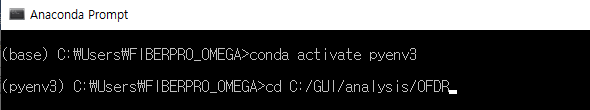 Anaconda Prompt
(base) C:₩Users₩FIBERPRO_OMEGA>conda activate pyenv3
(pyenv3) C:₩Users₩FIBERPRO_OMEGA>cd C:/GUI/analysis/OFDR